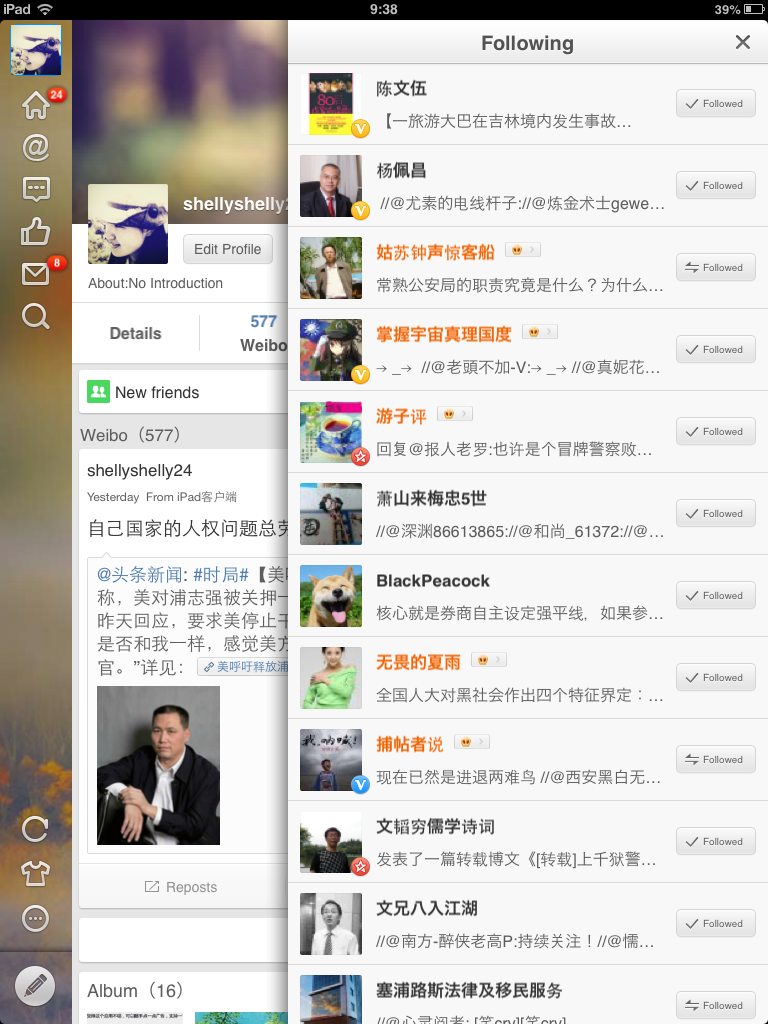 iPad
9:38
39%
24
8
shellyshelly2
Edit Profile
About:No Introduction
Details
577
Weibo
New friends
Weibo（577）
shellyshelly24
Yesterday From iPad客户端
自己国家的人权问题总
@头条新闻: #时局#【美
称，美对浦志强被关押一
昨天回应，要求美停止干
是否和我一样，感觉美方
官。”详见：
美呼吁释放浦
Reposts
Album（16）
Following
陈文伍
【一旅游大巴在吉林境内发生事故…
Followed
杨佩昌
//@尤素的电线杆子://@炼金术士gewe…
Followed
姑苏钟声惊客船
常熟公安局的职责究竟是什么？为什么…
Followed
掌握宇宙真理国度
→_→ //@老頭不加-V:→_→ //@真妮花…
Followed
游子评
回复@报人老罗:也许是个冒牌警察败…
Followed
萧山来梅忠5世
//@深渊86613865://@和尚_61372://@…
Followed
BlackPeacock
核心就是券商自主设定强平线，如果参…
Followed
无畏的夏雨
全国人大对黑社会作出四个特征界定：…
Followed
我，呐喊！
捕帖者说
现在已然是进退两难鸟 //@西安黑白无…
Followed
文韬穷儒学诗词
发表了一篇转载博文《[转载]上千狱警…
Followed
文兄八入江湖
//@南方-醉侠老高P:持续关注！//@懦…
Followed
塞浦路斯法律及移民服务
//@心灵阅者: [笑cry][笑cry]
Followed